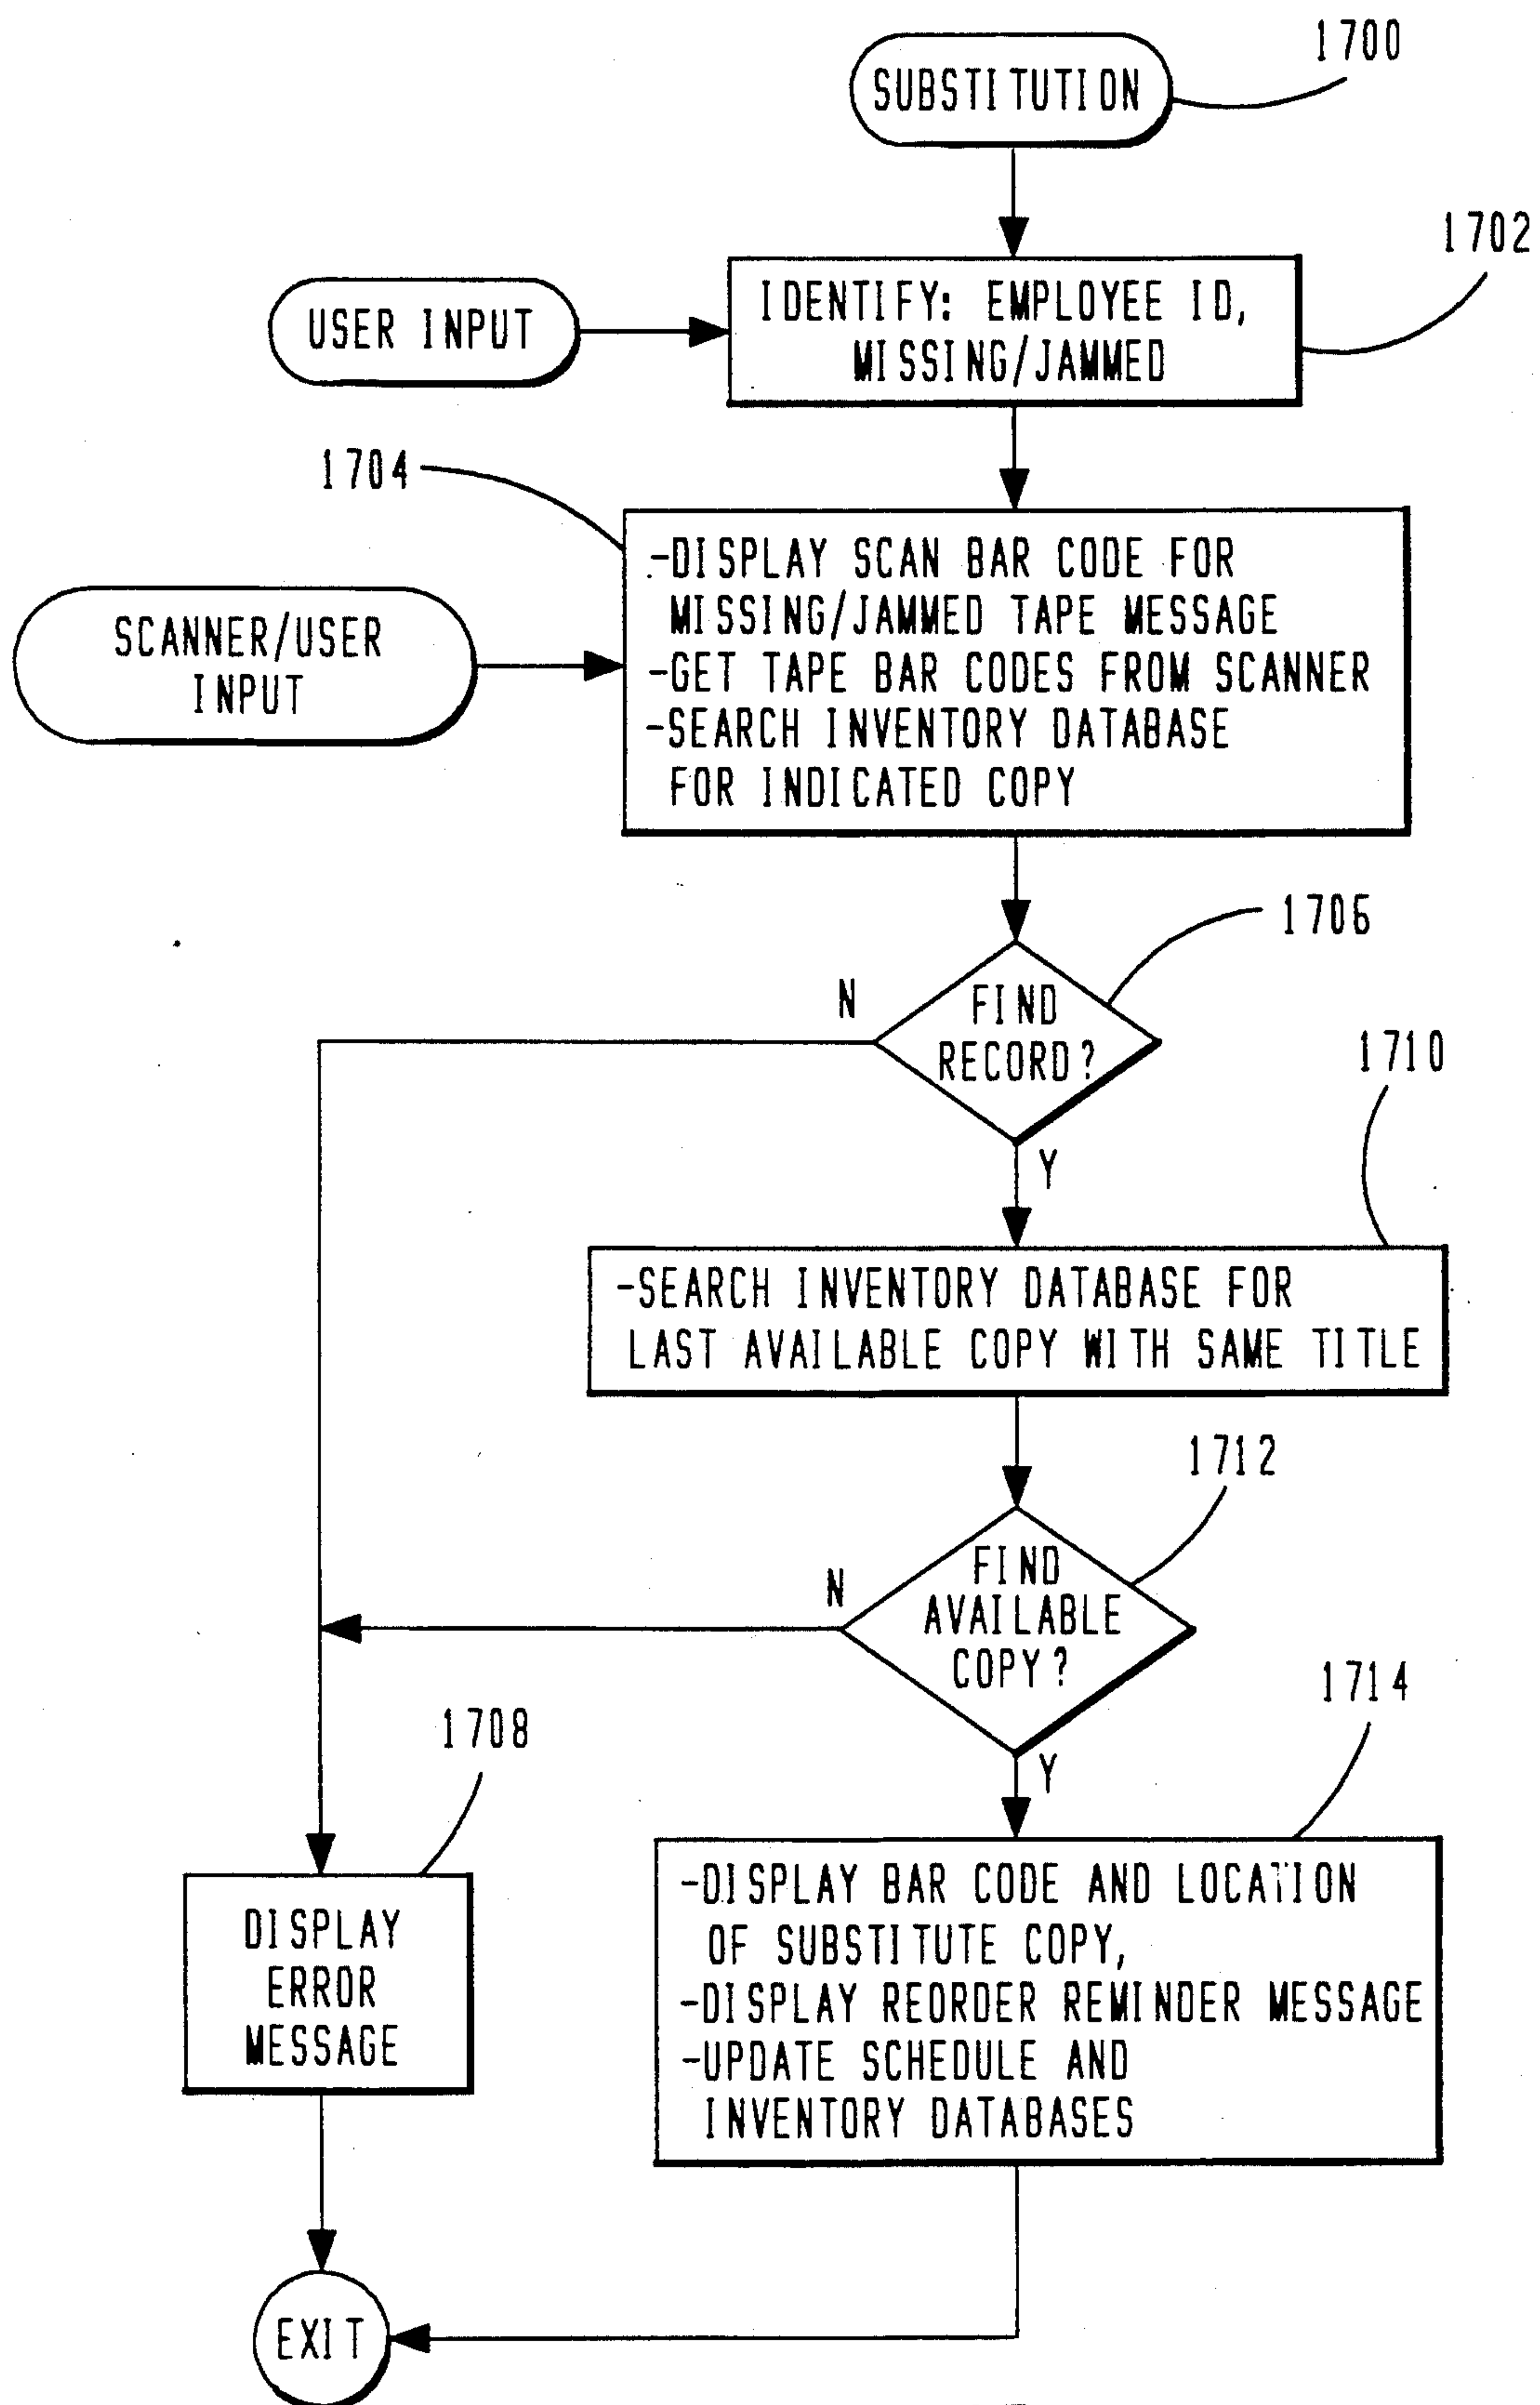 1700
SUBSTITUTION
1702
IDENTIFY: EMPLOYEE ID,
MISSING/JAMMED
USER INPUT
1704
-DISPLAY SCAN BAR CODE FOR
MISSING/JAMMED TAPE MESSAGE
-GET TAPE BAR CODES FROM SCANNER
-SEARCH INVENTORY DATABASE
FOR INDICATED COPY
SCANNER/USER
INPUT
1706
N
FIND
RECORD?
Y
1710
-SEARCH INVENTORY DATABASE FOR
LAST AVAILABLE COPY WITH SAME TITLE
1712
N
FIND
AVAILABLE
COPY?
Y
1714
1708
DISPLAY
ERROR
MESSAGE
-DISPLAY BAR CODE AND LOCATION
OF SUBSTITUTE COPY,
-DISPLAY REORDER REMINDER MESSAGE
-UPDATE SCHEDULE AND
INVENTORY DATABASES
EXIT